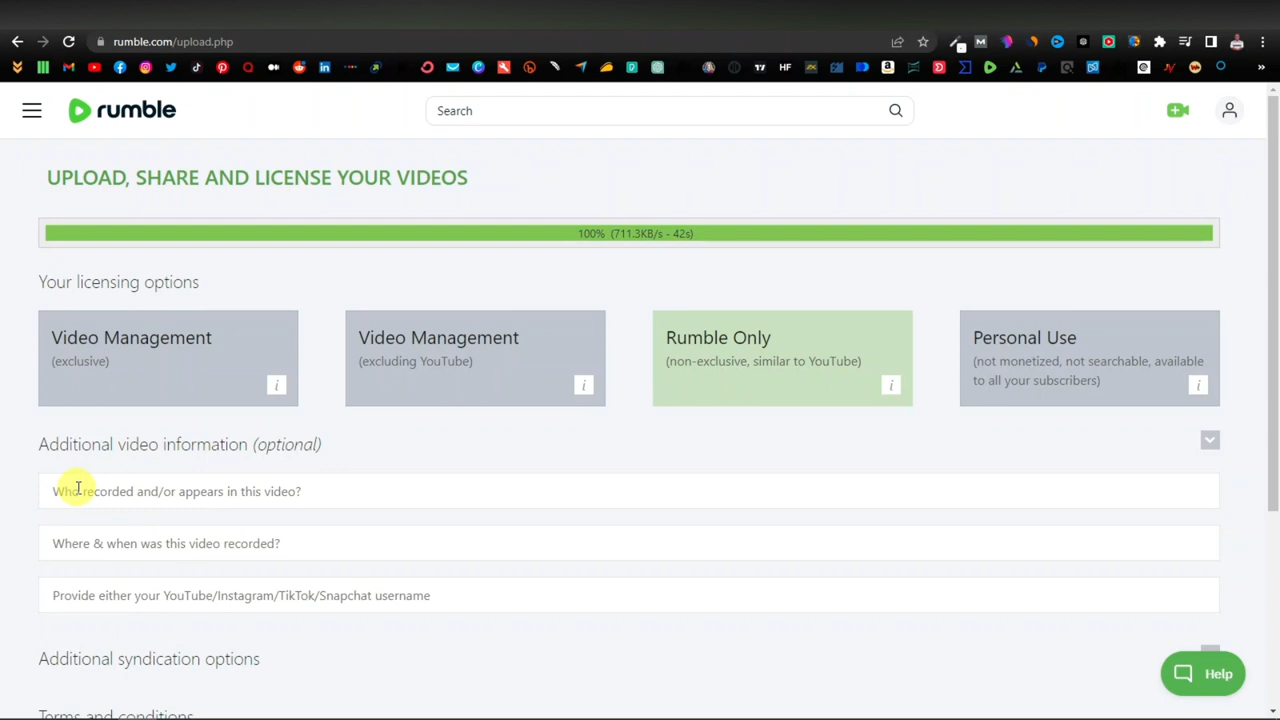 rumble.com/upload.php
rumble
Search
UPLOAD, SHARE AND LICENSE YOUR VIDEOS
100% (711.3KB/s - 42s)
Your licensing options
Video Management
(exclusive)
i
Video Management
(excluding YouTube)
i
Rumble Only
(non-exclusive, similar to YouTube)
i
Personal Use
(not monetized, not searchable, available
to all your subscribers)
i
Additional video information (optional)
Who recorded and/or appears in this video?
Where & when was this video recorded?
Provide either your YouTube/Instagram/TikTok/Snapchat username
Additional syndication options
Help
Terms and conditions